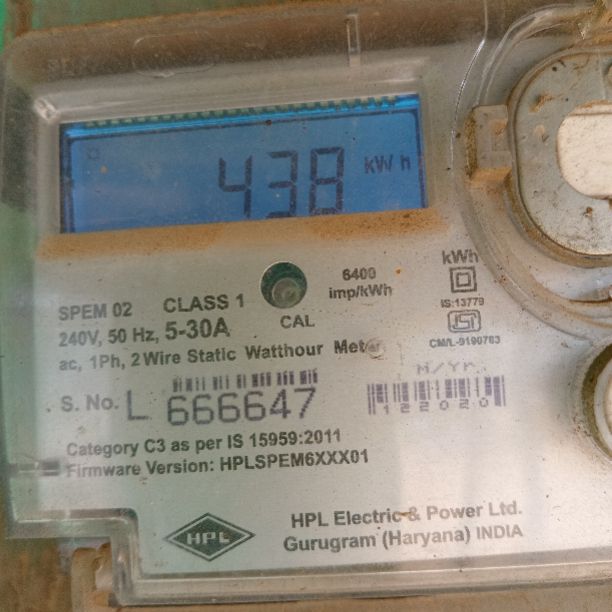 438 kWh
6400
imp/kWh
kWh
IS:13779
ISI
CM/L-9190763
SPEM 02 CLASS 1
240V, 50 Hz, 5-30A
CAL
ac, 1Ph, 2 Wire Static Watthour Meter
M/YR.
S. No. L 666647
122020
Category C3 as per IS 15959:2011
Firmware Version: HPLSPEM6XXX01
HPL
HPL Electric & Power Ltd.
Gurugram (Haryana) INDIA